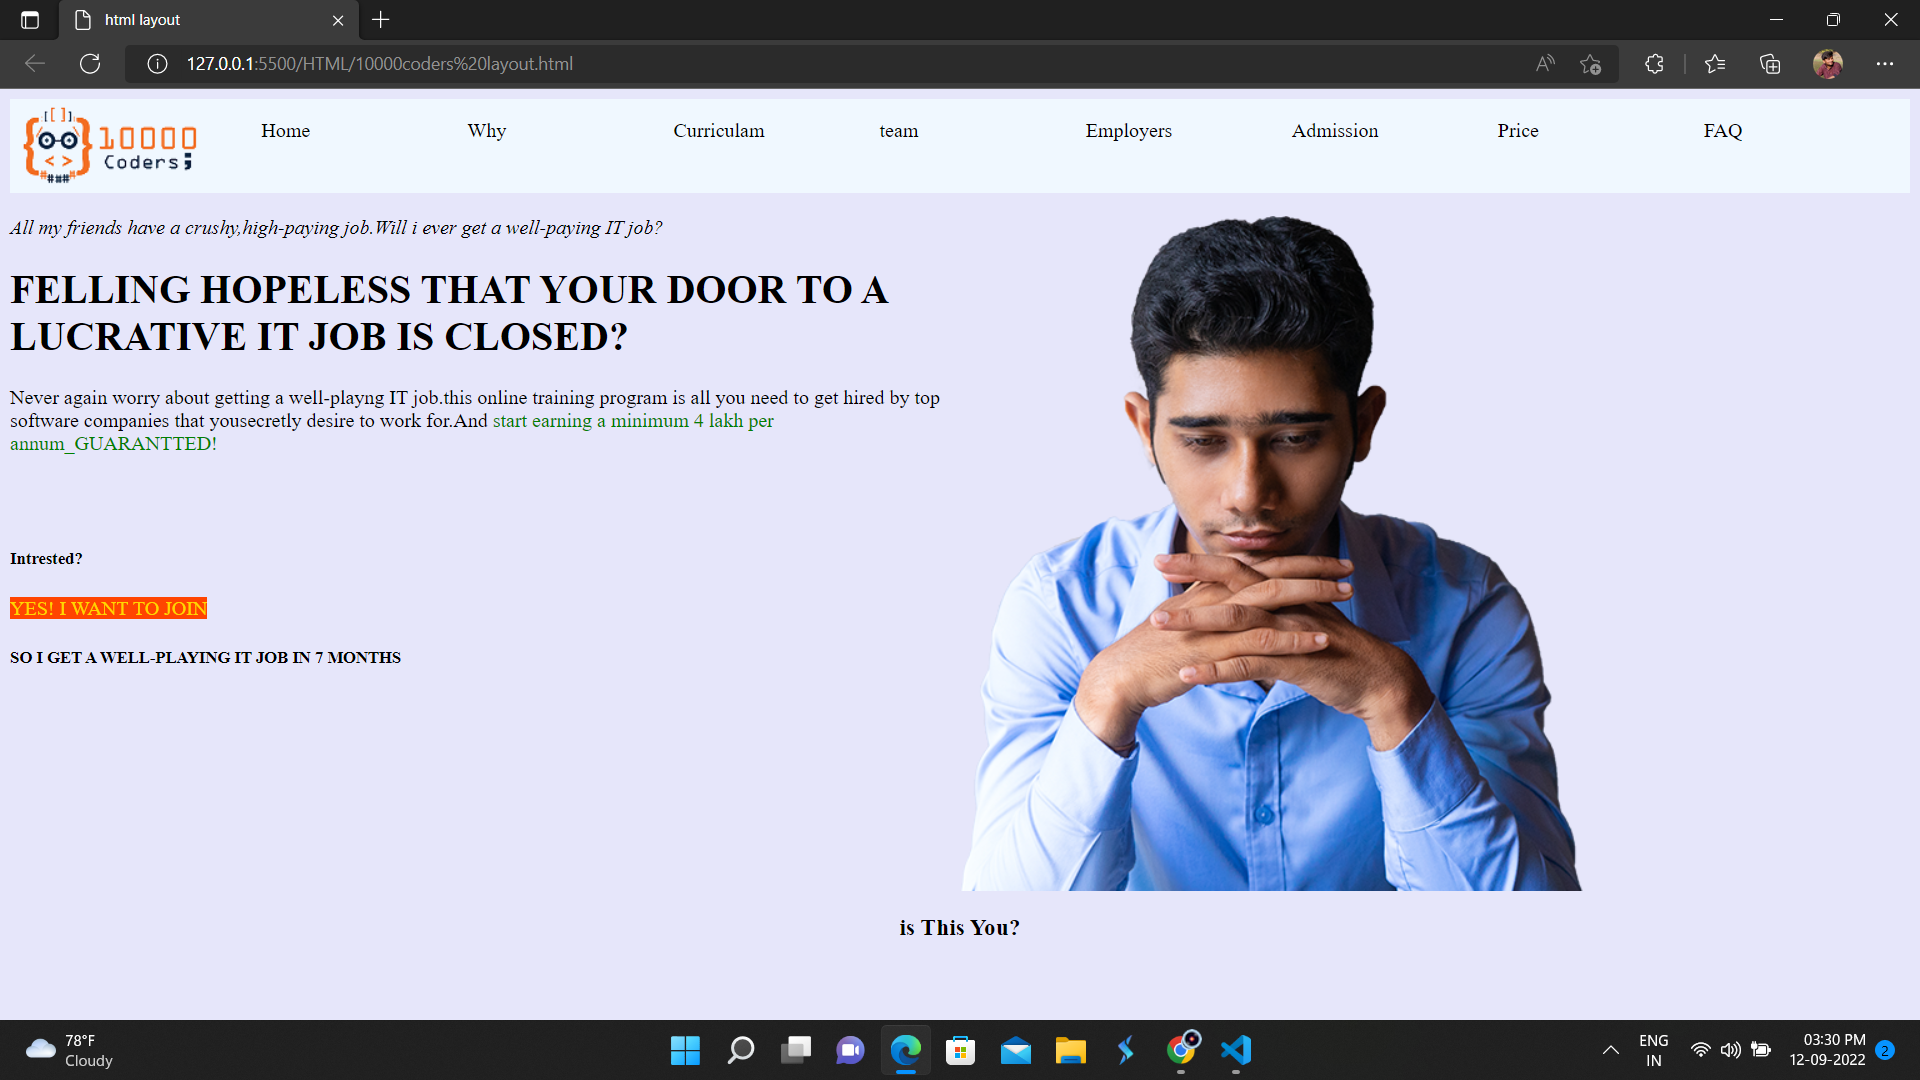 html layout
127.0.0.1:5500/HTML/10000coders%20layout.html
10000
Coders;
Home Why Curriculam team Employers Admission Price FAQ
All my friends have a crushy,high-paying job.Will i ever get a well-paying IT job?
FELLING HOPELESS THAT YOUR DOOR TO A
LUCRATIVE IT JOB IS CLOSED?
Never again worry about getting a well-playng IT job.this online training program is all you need to get hired by top
software companies that yousecretly desire to work for.And start earning a minimum 4 lakh per
annum_GUARANTTED!
Intrested?
YES! I WANT TO JOIN
SO I GET A WELL-PLAYING IT JOB IN 7 MONTHS
is This You?
78°F
Cloudy
ENG
IN
03:30 PM
12-09-2022
2